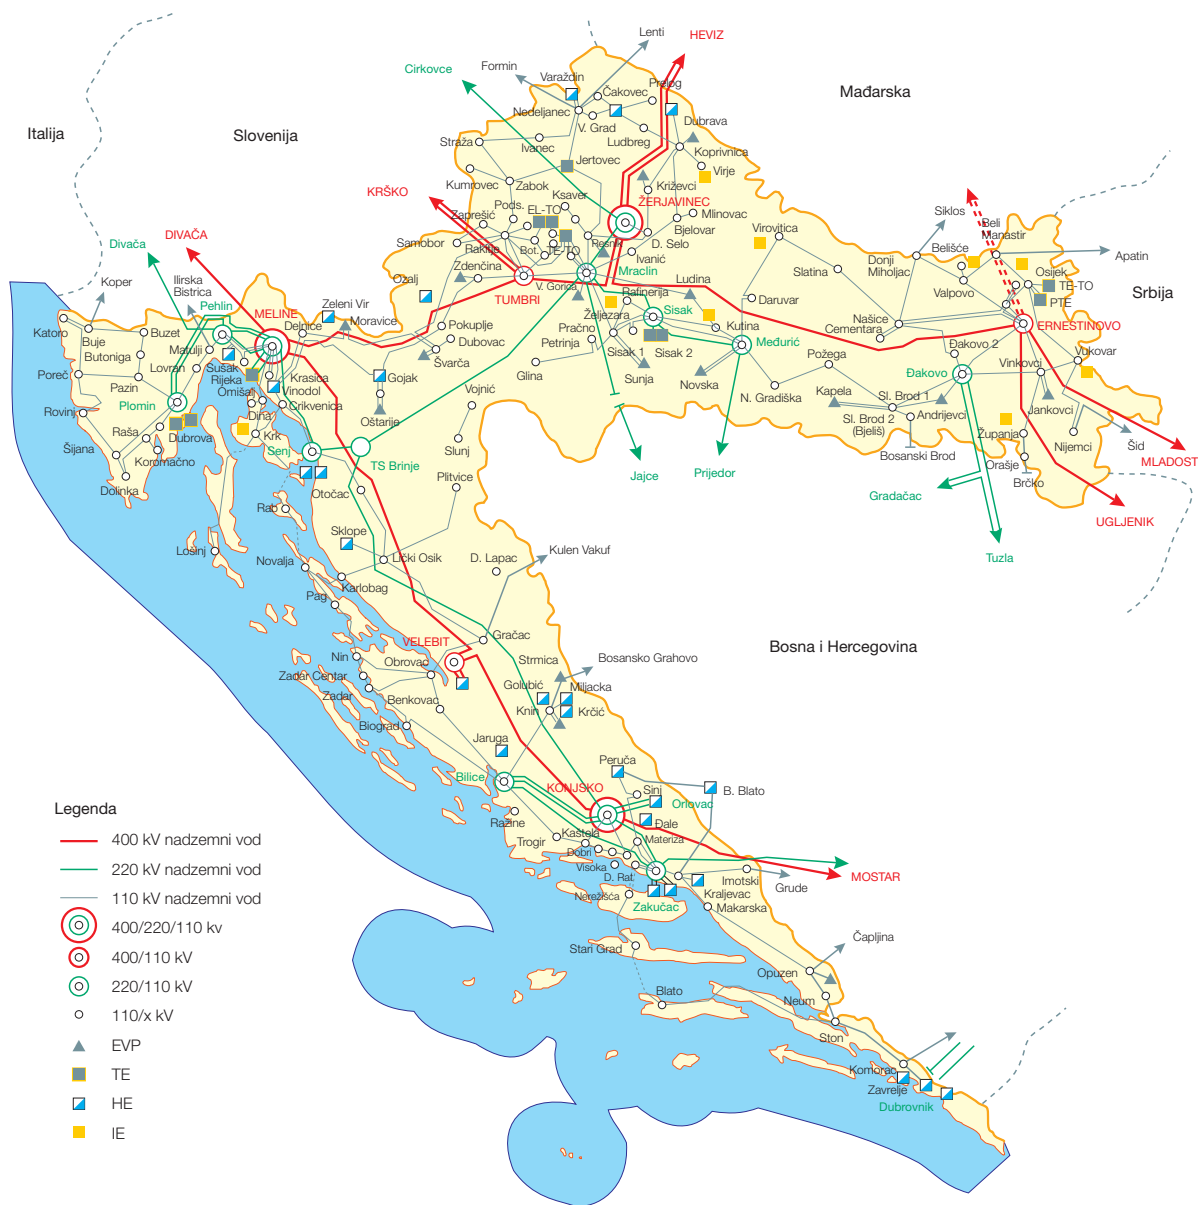 Lenti
HEVIZ
Formin
Cirkovce
Varaždin
Prelog
Čakovec
Mađarska
Nedeljanec
V. Grad
Dubrava
Italija
Slovenija
Straža
Ivanec
Ludbreg
Koprivnica
Jertovec
Virje
Kumrovec
Zabok
Ksaver
Križevci
KRŠKO
ŽERJAVINEC
Pods.
EL-TO
Mlinovac
Siklos
Beli
Manastir
Zaprešić
Bjelovar
Virovitica
Divača
DIVAČA
Samobor
Rakitje
Bot.
TE-TO
Resnik
D. Selo
Donji
Miholjac
Belišće
Apatin
Ivanić
Slatina
Osijek
Zdenčina
Mraclin
Ilirska
Bistrica
Koper
Ožalj
V. Gorica
Ludina
Valpovo
TE-TO
PTE
Srbija
TUMBRI
Rafinerija
Daruvar
Pehlin
MELINE
Zeleni Vir
Moravice
Željezara
Sisak
Našice
Cementara
ERNESTINOVO
Katoro
Buje
Buzet
Delnice
Pokuplje
Pračno
Kutina
Butoniga
Matulji
Dubovac
Petrinja
Međurić
Požega
Đakovo 2
Vukovar
Lovran
Sušak
Rijeka
Omišalj
Švarča
Sisak 1
Sisak 2
Vinkovci
Poreč
Pazin
Krasica
Vinodol
Gojak
Glina
Sunja
Đakovo
Novska
Kapela
Sl. Brod 1
Plomin
Crikvenica
Vojnić
N. Gradiška
Andrijevci
Jankovci
Rovinj
Dina
Oštarije
Sl. Brod 2
(Bjeliš)
Raša
Dubrova
Krk
Županja
Šid
Šijana
Senj
Slunj
Nijemci
Koromačno
TS Brinje
Bosanski Brod
MLADOST
Orašje
Dolinka
Otočac
Plitvice
Jajce
Prijedor
Brčko
Gradačac
Rab
UGLJENIK
Sklope
Lošinj
Kulen Vakuf
Novalja
Lički Osik
D. Lapac
Tuzla
Karlobag
Pag
Gračac
VELEBIT
Bosna i Hercegovina
Nin
Obrovac
Strmica
Bosansko Grahovo
Zadar Centar
Golubić
Miljacka
Zadar
Benkovac
Knin
Krčić
Biograd
Jaruga
Peruča
Bilice
KONJSKO
Sinj
B. Blato
Orlovac
Legenda
Ražine
Đale
400 kV nadzemni vod
Trogir
Kaštela
Materiza
Dobri
220 kV nadzemni vod
Visoka
D. Rat
Imotski
MOSTAR
Grude
110 kV nadzemni vod
Nerežišća
Kraljevac
Zakučac
Makarska
400/220/110 kv
Stari Grad
Čapljina
400/110 kV
Opuzen
220/110 kV
Blato
Neum
110/x kV
Ston
EVP
Komorac
TE
Zavrelje
HE
Dubrovnik
IE